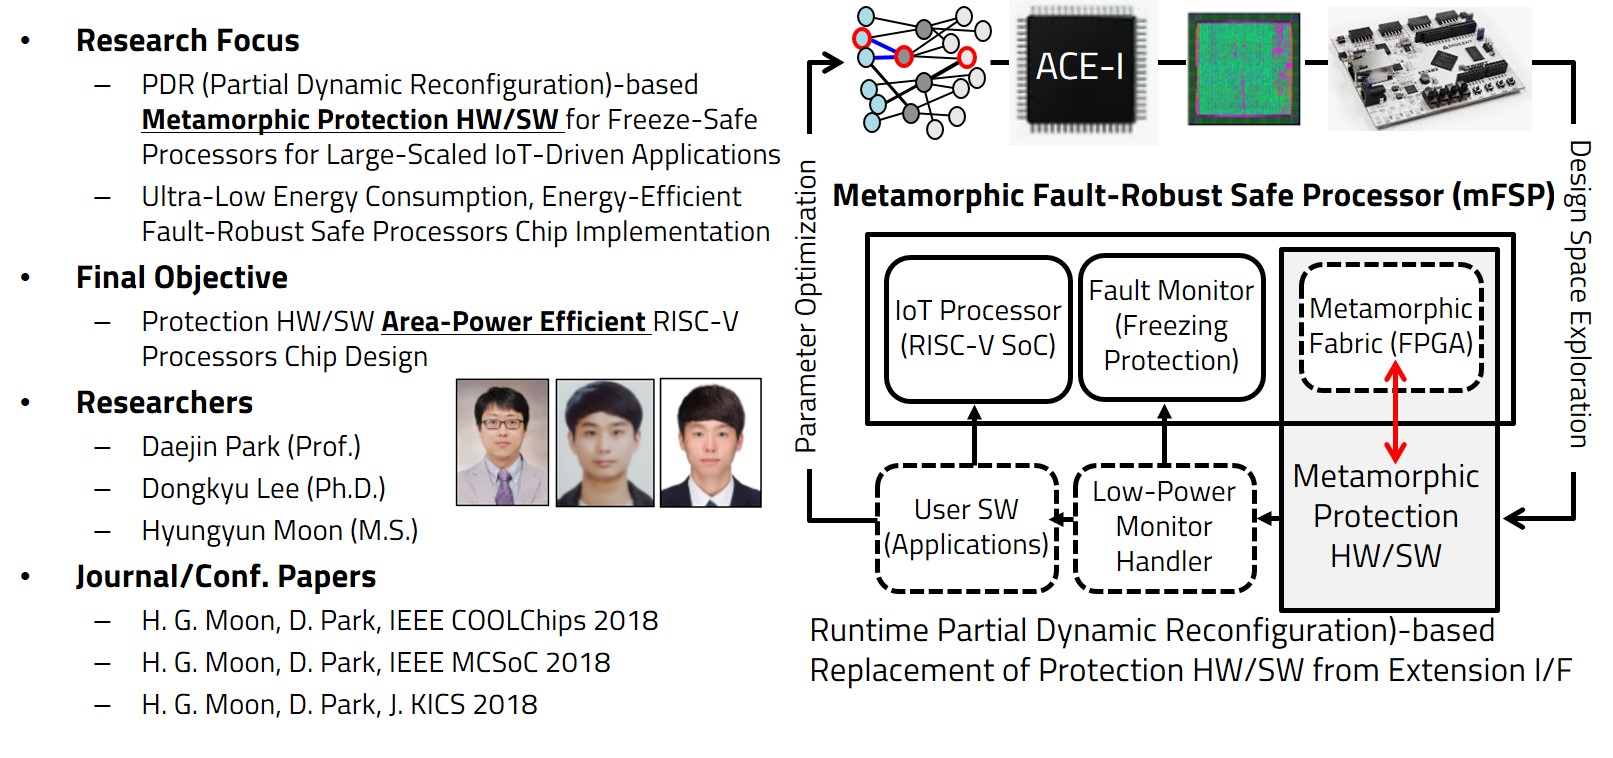 • Research Focus
– PDR (Partial Dynamic Reconfiguration)-based
Metamorphic Protection HW/SW for Freeze-Safe
Processors for Large-Scaled IoT-Driven Applications
– Ultra-Low Energy Consumption, Energy-Efficient
Fault-Robust Safe Processors Chip Implementation
• Final Objective
– Protection HW/SW Area-Power Efficient RISC-V
Processors Chip Design
• Researchers
– Daejin Park (Prof.)
– Dongkyu Lee (Ph.D.)
– Hyungyun Moon (M.S.)
• Journal/Conf. Papers
– H. G. Moon, D. Park, IEEE COOLChips 2018
– H. G. Moon, D. Park, IEEE MCSoC 2018
– H. G. Moon, D. Park, J. KICS 2018
ACE-I
Parameter Optimization
Design Space Exploration
Metamorphic Fault-Robust Safe Processor (mFSP)
IoT Processor
(RISC-V SoC)
Fault Monitor
(Freezing
Protection)
Metamorphic
Fabric (FPGA)
User SW
(Applications)
Low-Power
Monitor
Handler
Metamorphic
Protection
HW/SW
Runtime Partial Dynamic Reconfiguration)-based
Replacement of Protection HW/SW from Extension I/F